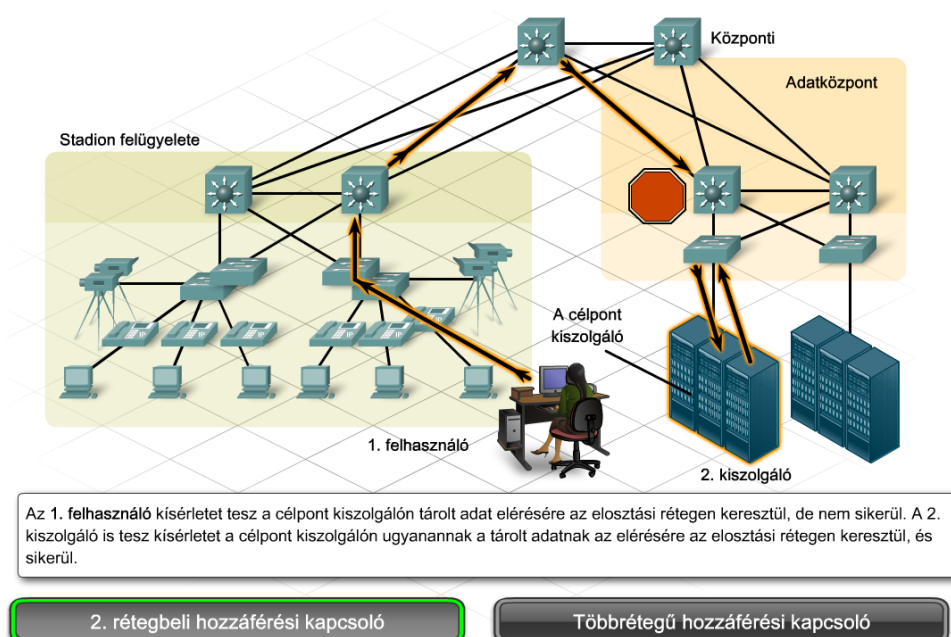 Központi
Adatközpont
Stadion felügyelete
A célpont
kiszolgáló
1. felhasználó
2. kiszolgáló
Az 1. felhasználó kísérletet tesz a célpont kiszolgálón tárolt adat elérésére az elosztási rétegen keresztül, de nem sikerül. A 2.
kiszolgáló is tesz kísérletet a célpont kiszolgálón ugyanannak a tárolt adatnak az elérésére az elosztási rétegen keresztül, és
sikerül.
2. rétegbeli hozzáférési kapcsoló
Többrétegű hozzáférési kapcsoló